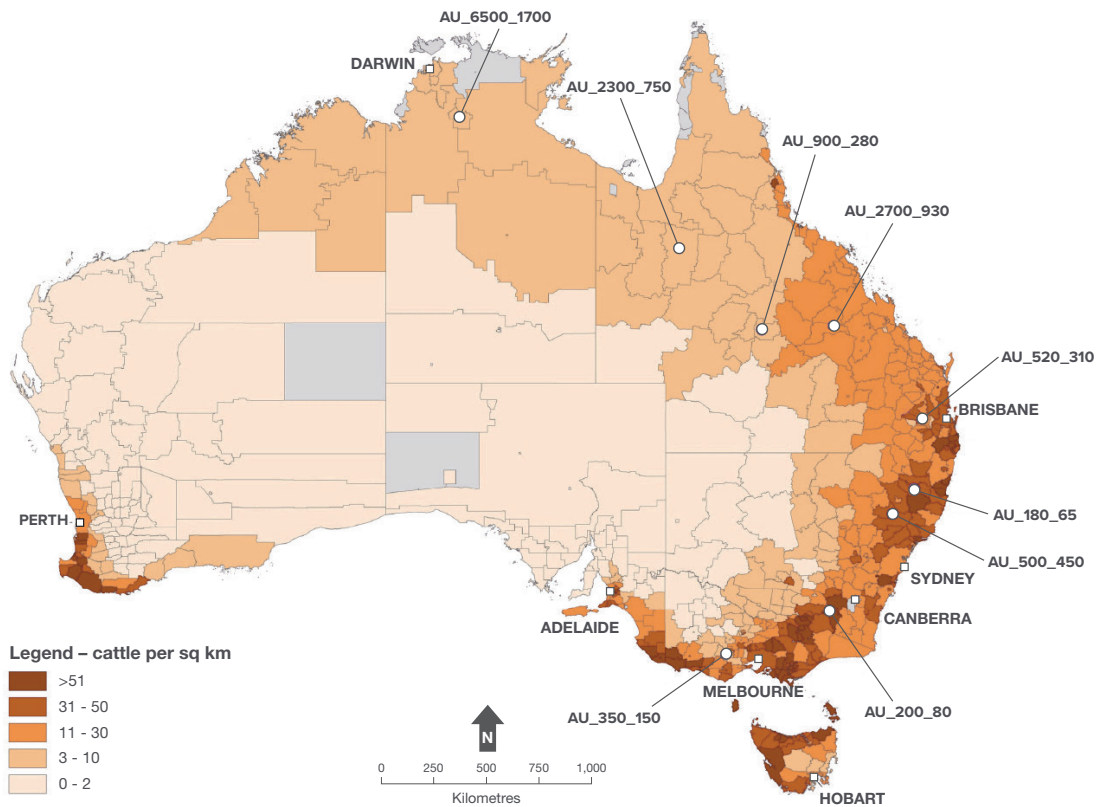 AU_6500_1700
DARWIN
AU_2300_750
AU_900_280
AU_2700_930
AU_520_310
BRISBANE
PERTH
AU_180_65
AU_500_450
SYDNEY
ADELAIDE
CANBERRA
Legend – cattle per sq km
>51
31 - 50
11 - 30
3 - 10
0 - 2
MELBOURNE
AU_350_150
AU_200_80
N
0 250 500 750 1,000
Kilometres
HOBART